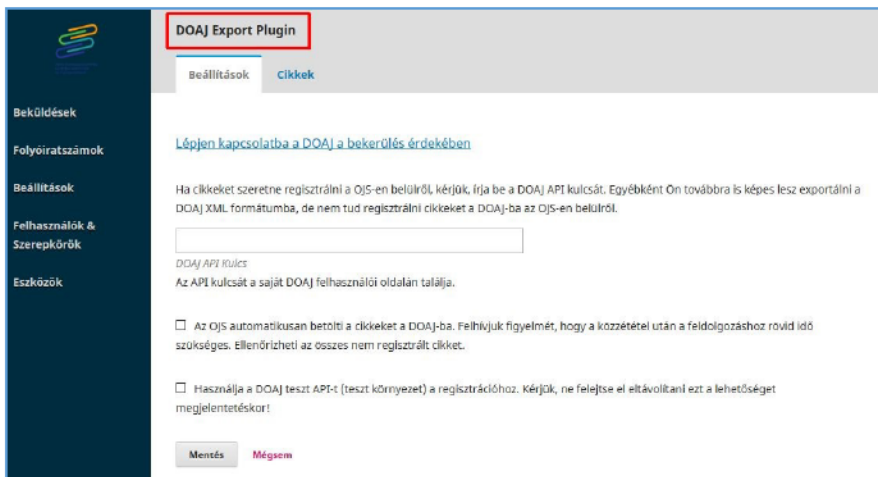 DOAJ Export Plugin
Beállítások
Cikkek
Beküldések
Folyóiratszámok
Beállítások
Felhasználók &
Szerepkörök
Eszközök
Lépjen kapcsolatba a DOAJ a bekerülés érdekében
Ha cikkeket szeretne regisztrálni a OJS-en belülről, kérjük, írja be a DOAJ API kulcsát. Egyébként Ön továbbra is képes lesz exportálni a
DOAJ XML formátumba, de nem tud regisztrálni cikkeket a DOAJ-ba az OJS-en belülről.
DOAJ API Kulcs
Az API kulcsát a saját DOAJ felhasználói oldalán találja.
Az OJS automatikusan betölti a cikkeket a DOAJ-ba. Felhívjuk figyelmét, hogy a közzététel után a feldolgozáshoz rövid idő
szükséges. Ellenőrizheti az összes nem regisztrált cikket.
Használja a DOAJ teszt API-t (teszt környezet) a regisztrációhoz. Kérjük, ne felejtse el eltávolítani ezt a lehetőséget
megjelentetéskor!
Mentés
Mégsem